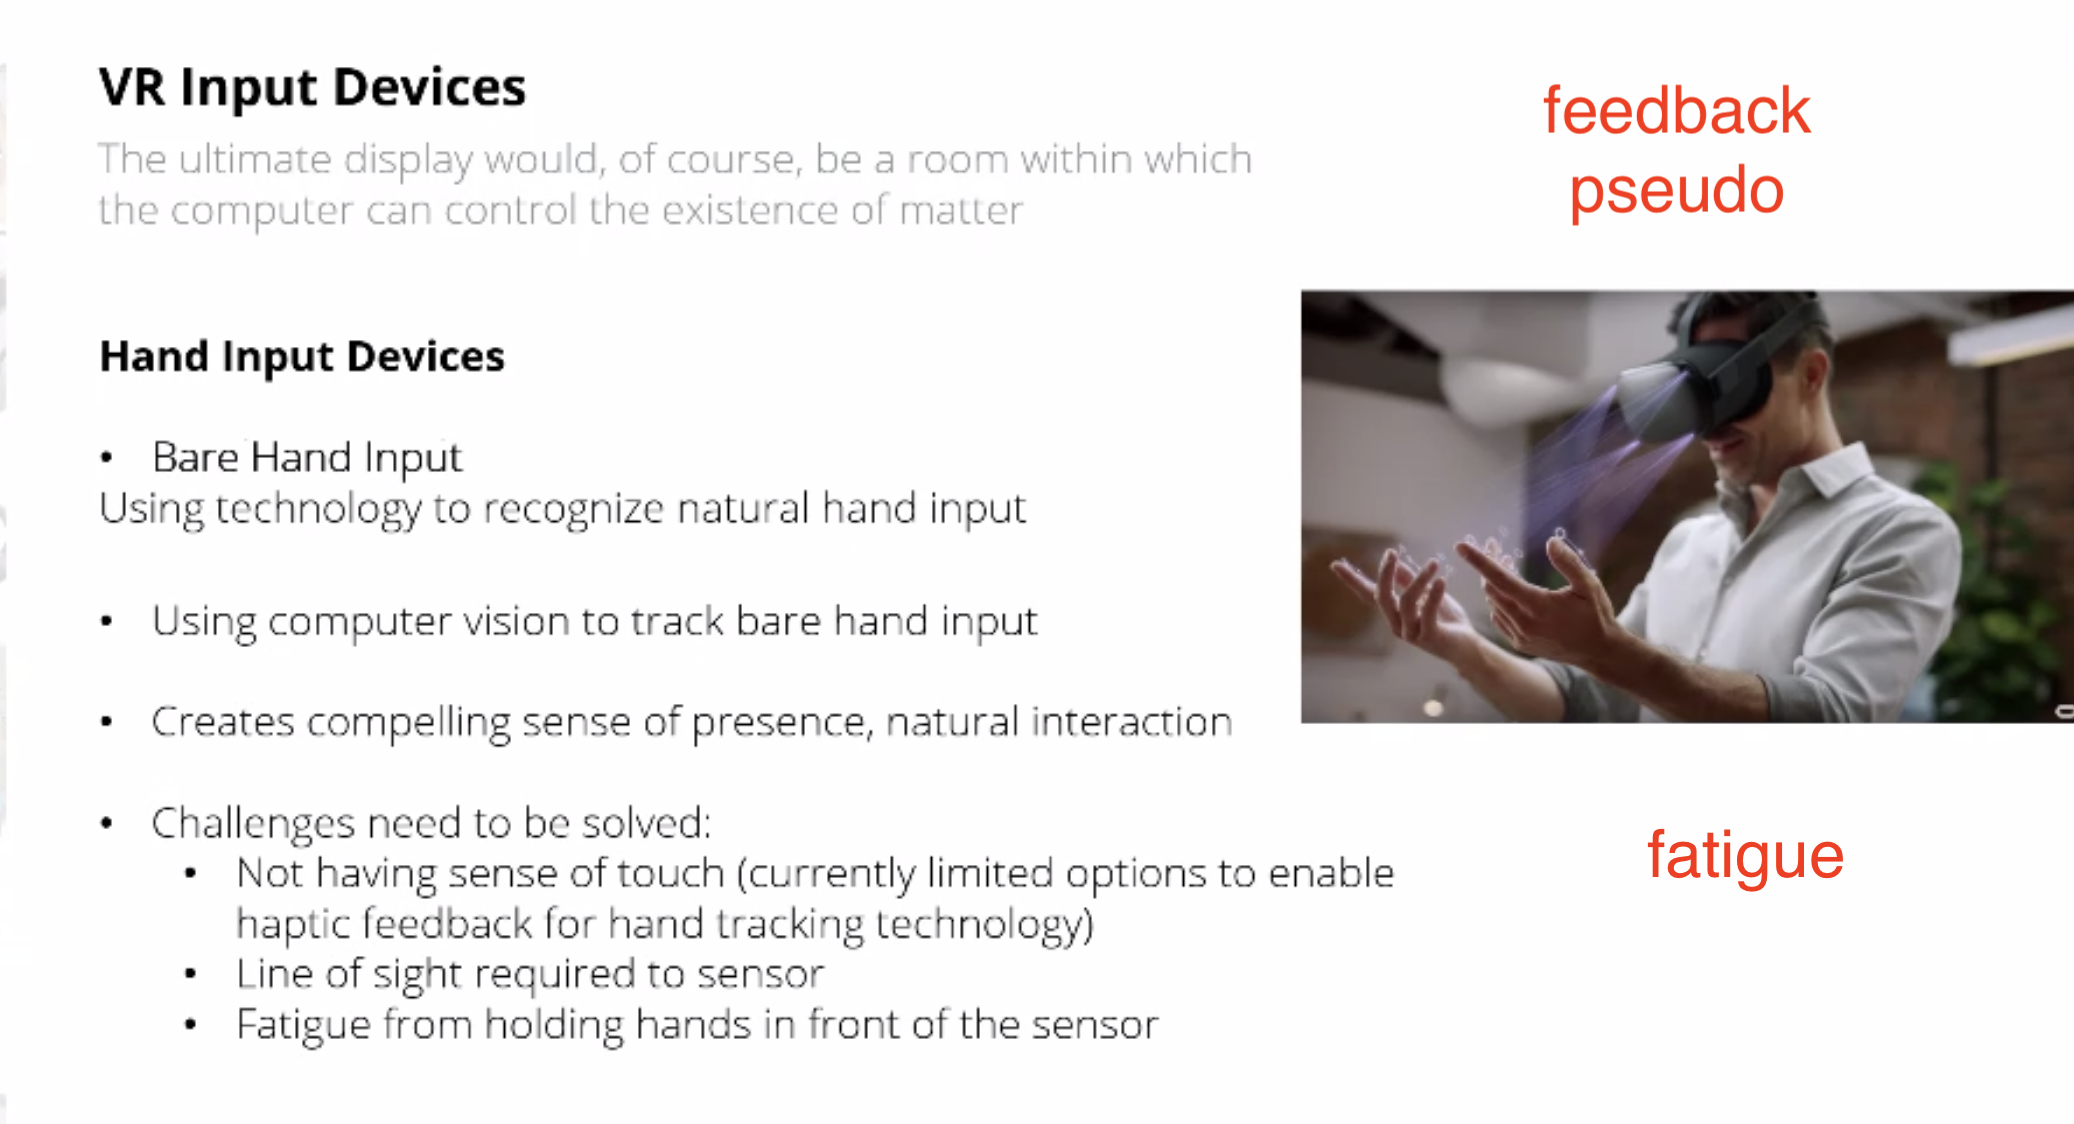 VR Input Devices
The ultimate display would, of course, be a room within which
the computer can control the existence of matter
feedback
pseudo
Hand Input Devices
• Bare Hand Input
Using technology to recognize natural hand input
• Using computer vision to track bare hand input
• Creates compelling sense of presence, natural interaction
• Challenges need to be solved:
• Not having sense of touch (currently limited options to enable
haptic feedback for hand tracking technology)
• Line of sight required to sensor
• Fatigue from holding hands in front of the sensor
fatigue